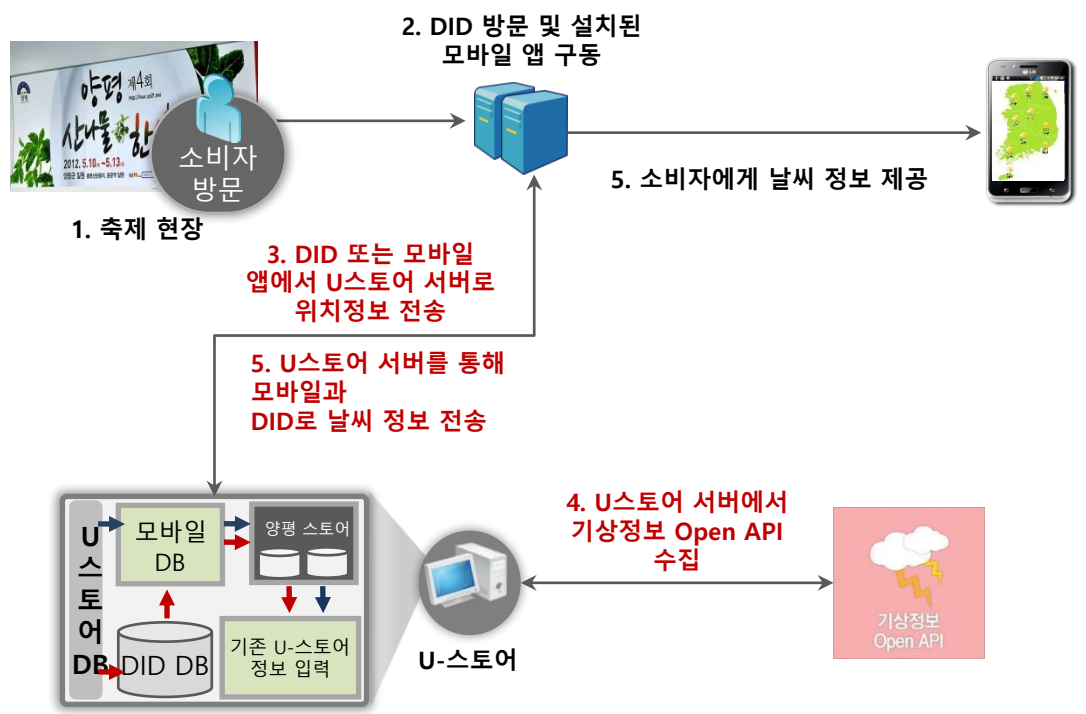 2. DID 방문 및 설치된
모바일 앱 구동
양평 제4회
산나물
한
2012. 5.10 ~5.13
소비자
방문
1. 축제 현장
5. 소비자에게 날씨 정보 제공
3. DID 또는 모바일
앱에서 U스토어 서버로
위치정보 전송
5. U스토어 서버를 통해
모바일과
DID로 날씨 정보 전송
4. U스토어 서버에서
기상정보 Open API
수집
U
스
토
어
DB
모바일
DB
양평 스토어
DID DB
기존 U-스토어
정보 입력
U-스토어
기상정보
Open API